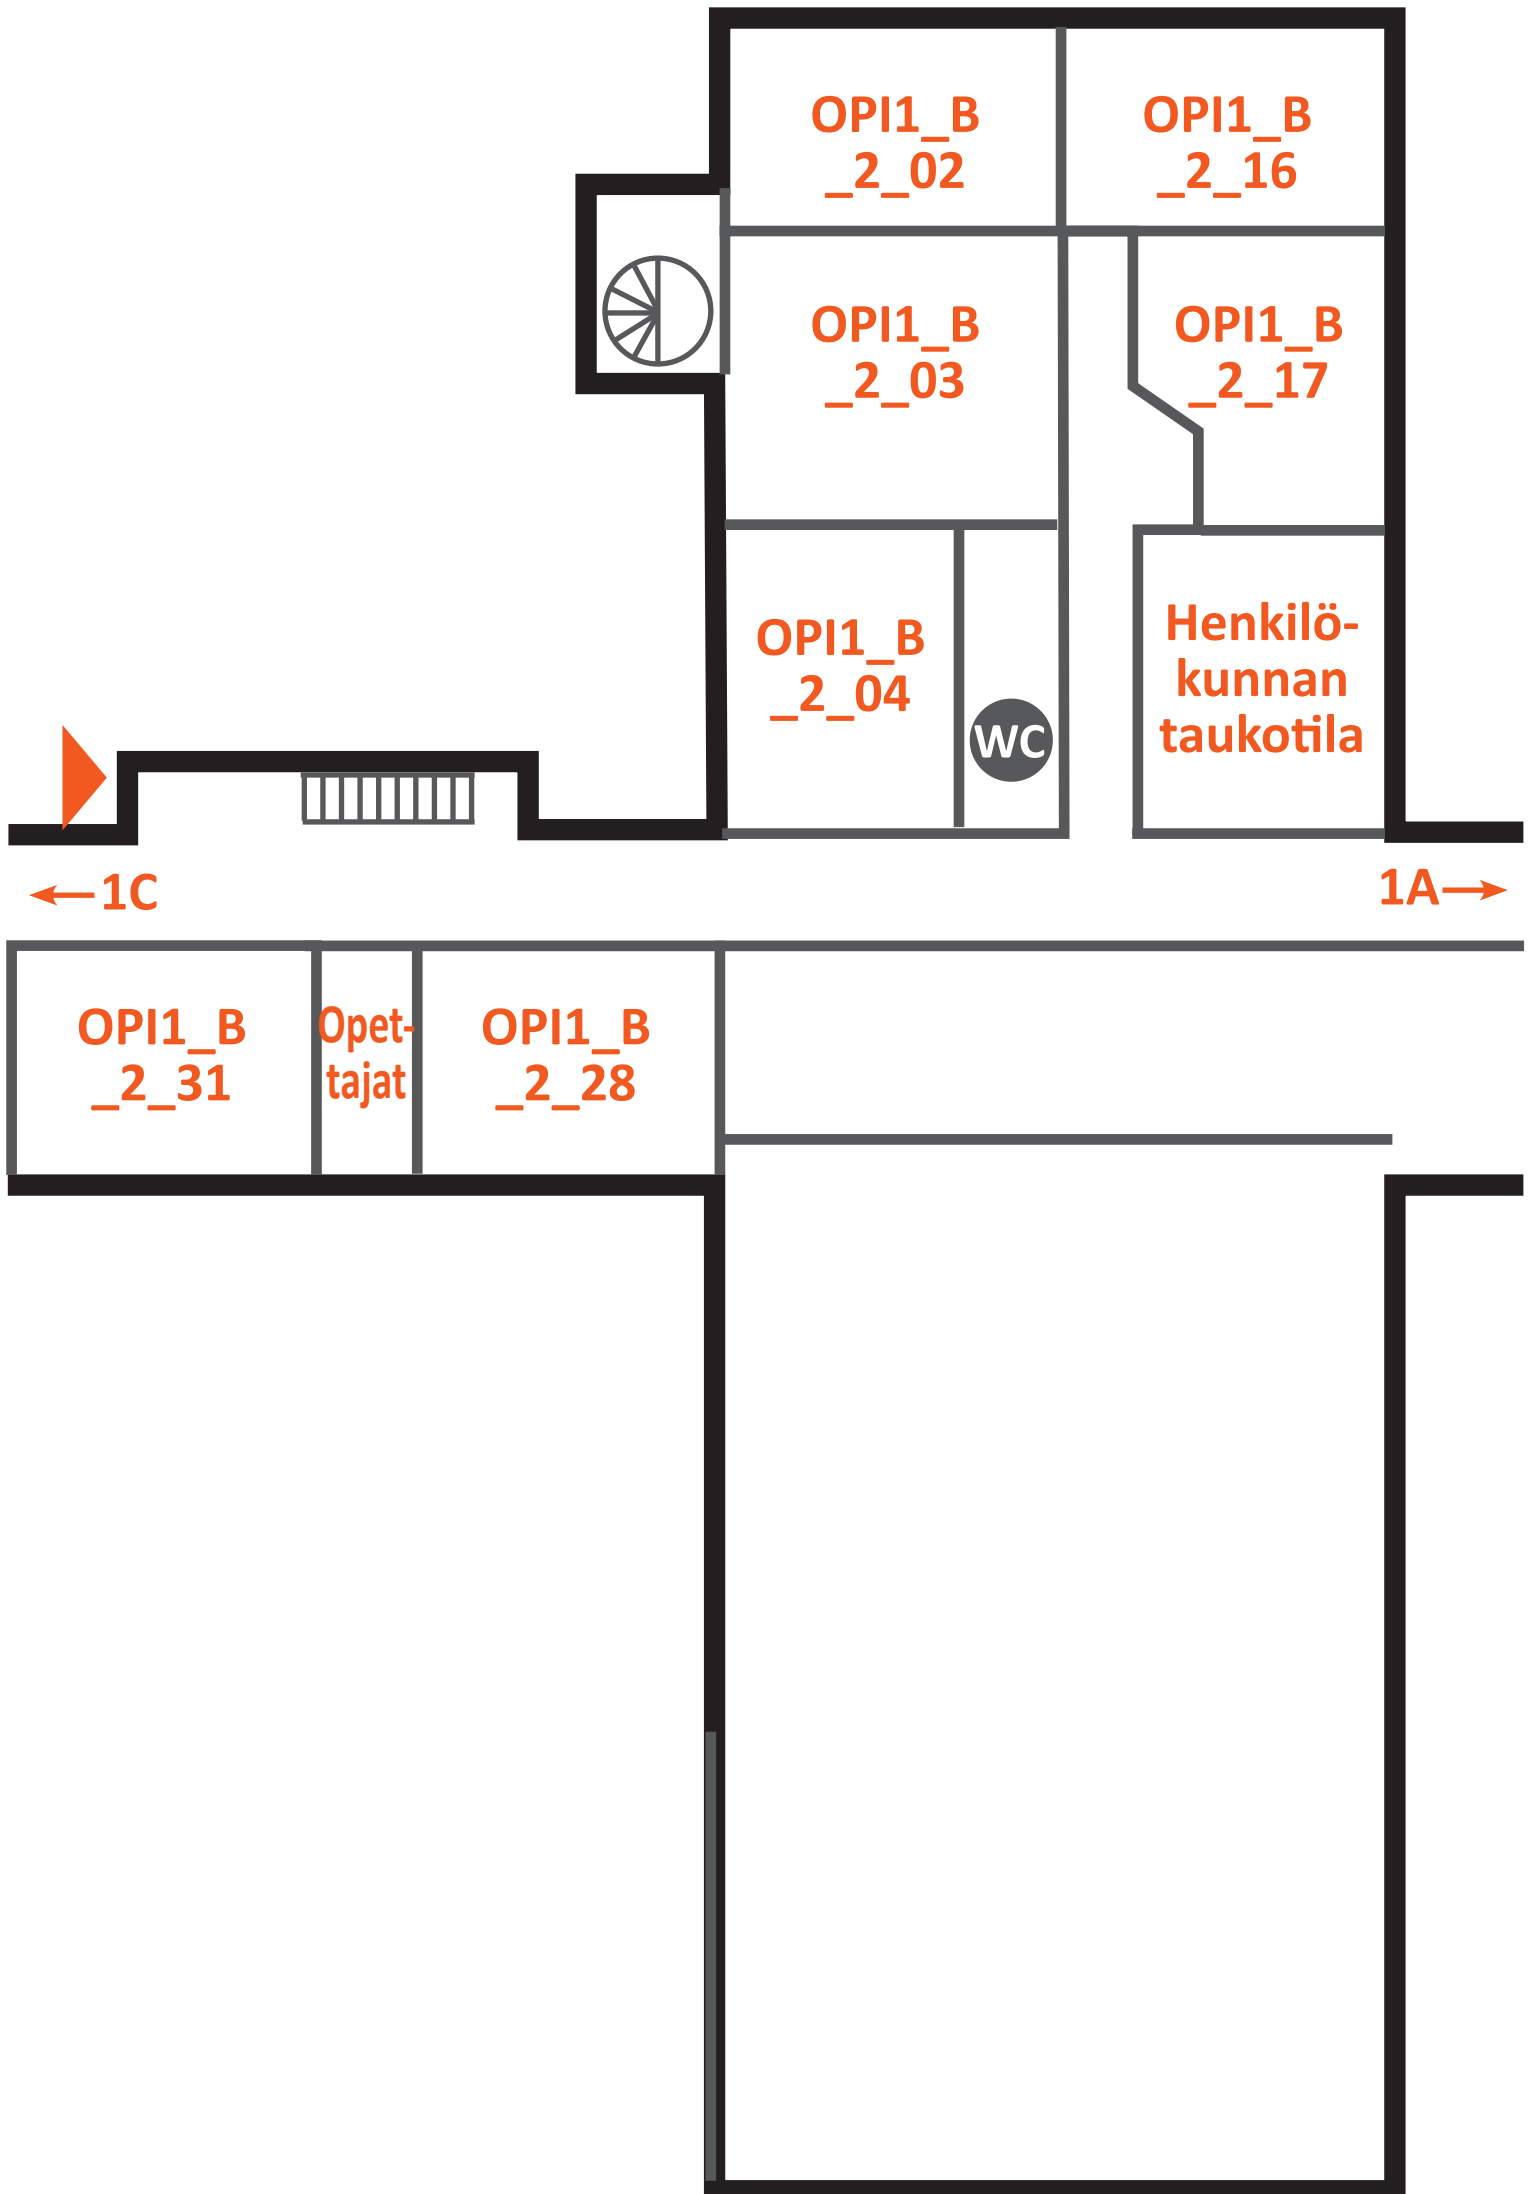 OPI1_B
_2_02
OPI1_B
_2_16
OPI1_B
_2_03
OPI1_B
_2_17
OPI1_B
_2_04
WC
Henkilö-
kunnan
taukotila
1C
1A
OPI1_B
_2_31
Opet-
tajat
OPI1_B
_2_28